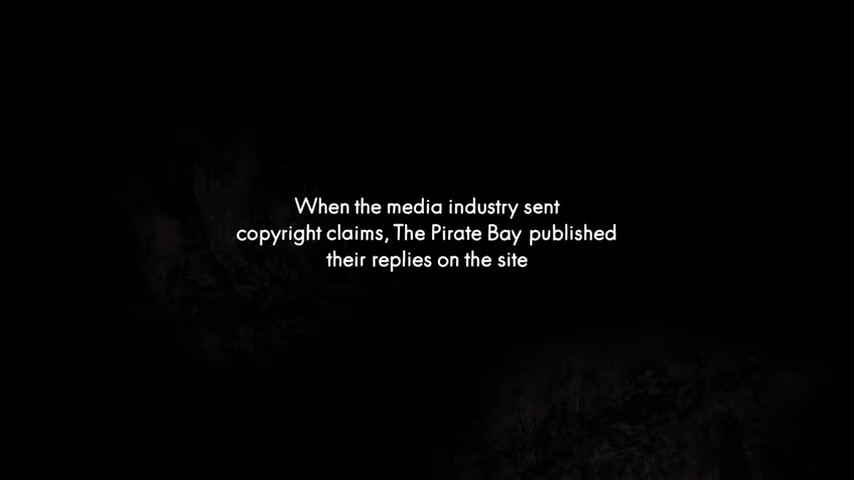 When the media industry sent
copyright claims, The Pirate Bay published
their replies on the site